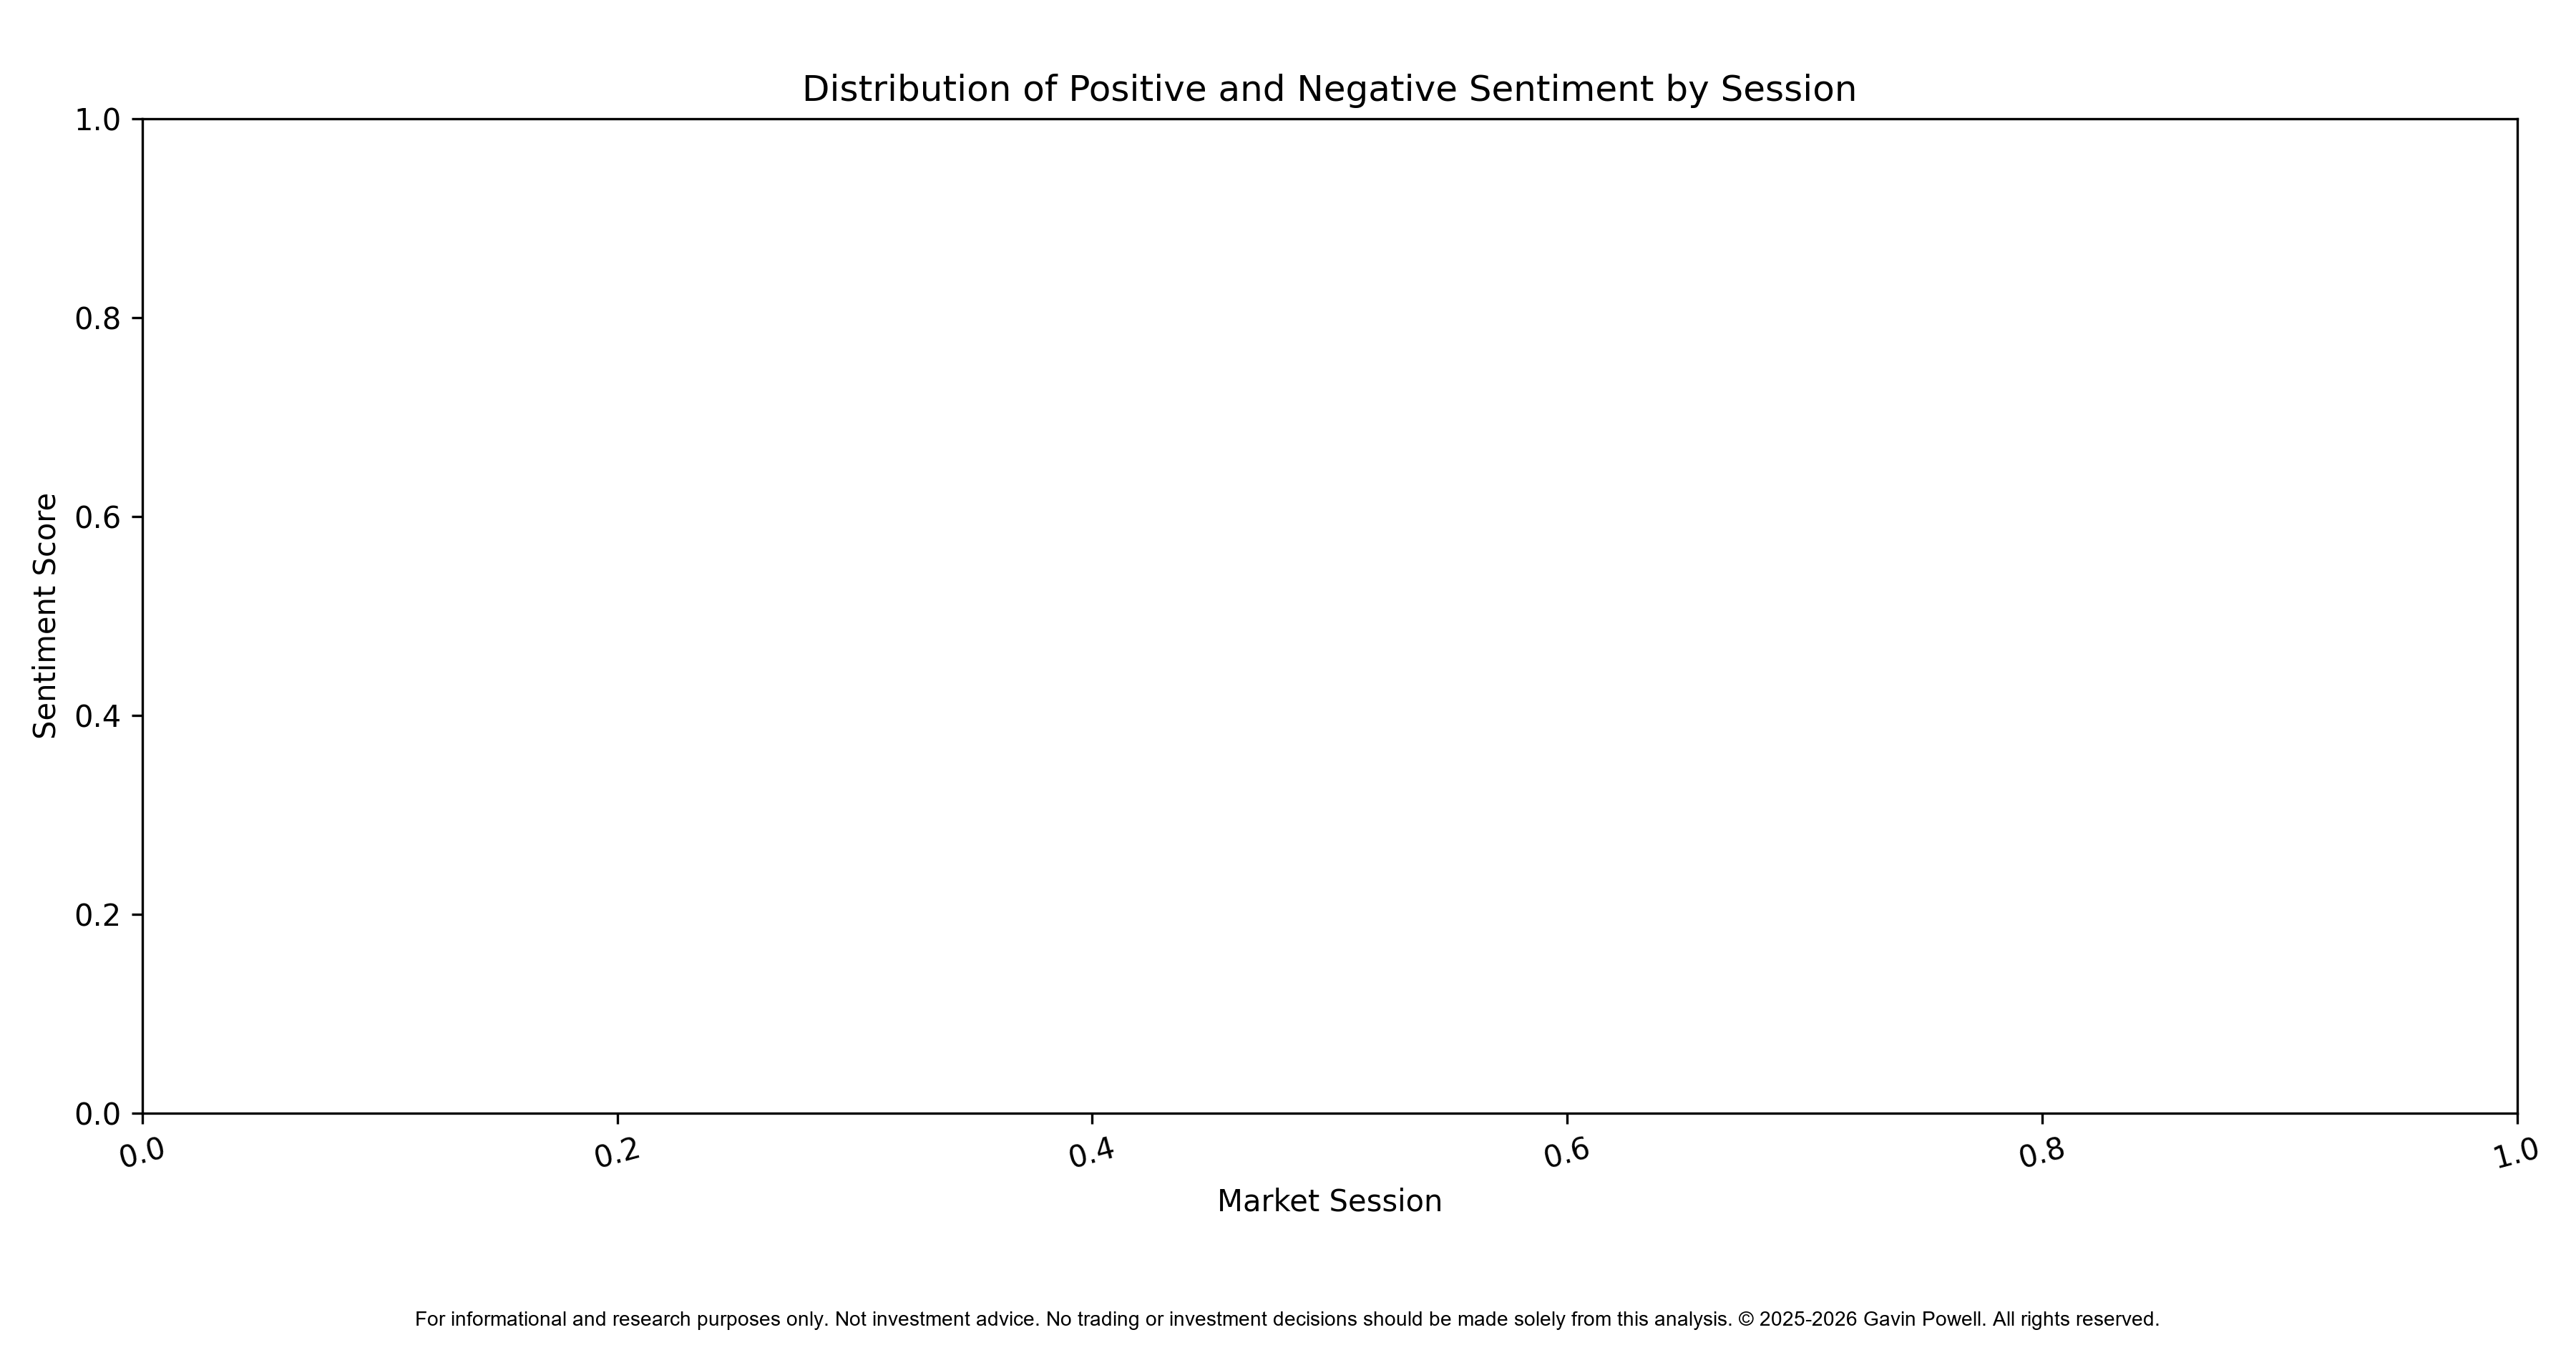 Distribution of Positive and Negative Sentiment by Session
1.0
0.8
0.6
0.4
0.2
0.0
Sentiment Score
0.0 0.2 0.4 0.6 0.8 1.0
Market Session
For informational and research purposes only. Not investment advice. No trading or investment decisions should be made solely from this analysis. © 2025-2026 Gavin Powell. All rights reserved.